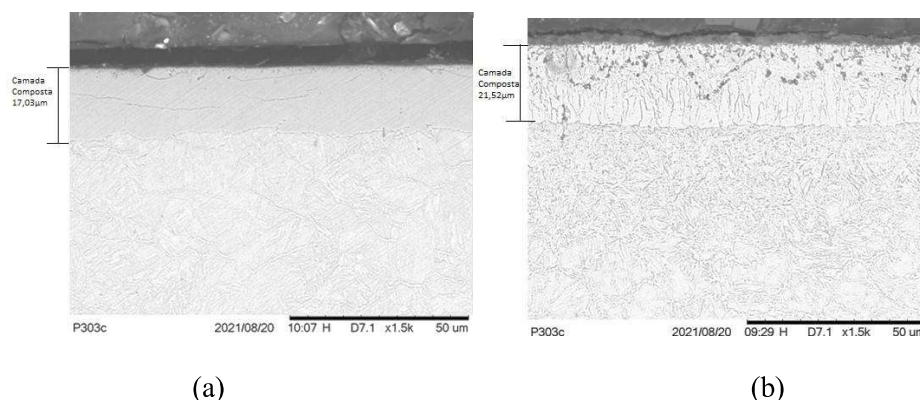 Camada
Composta
17,03µm
P303c 2021/08/20 10:07 H D7.1 x1.5k 50 um
(a)
Camada
Composta
21,52µm
P303c 2021/08/20 09:29 H D7.1 x1.5k 50 um
(b)